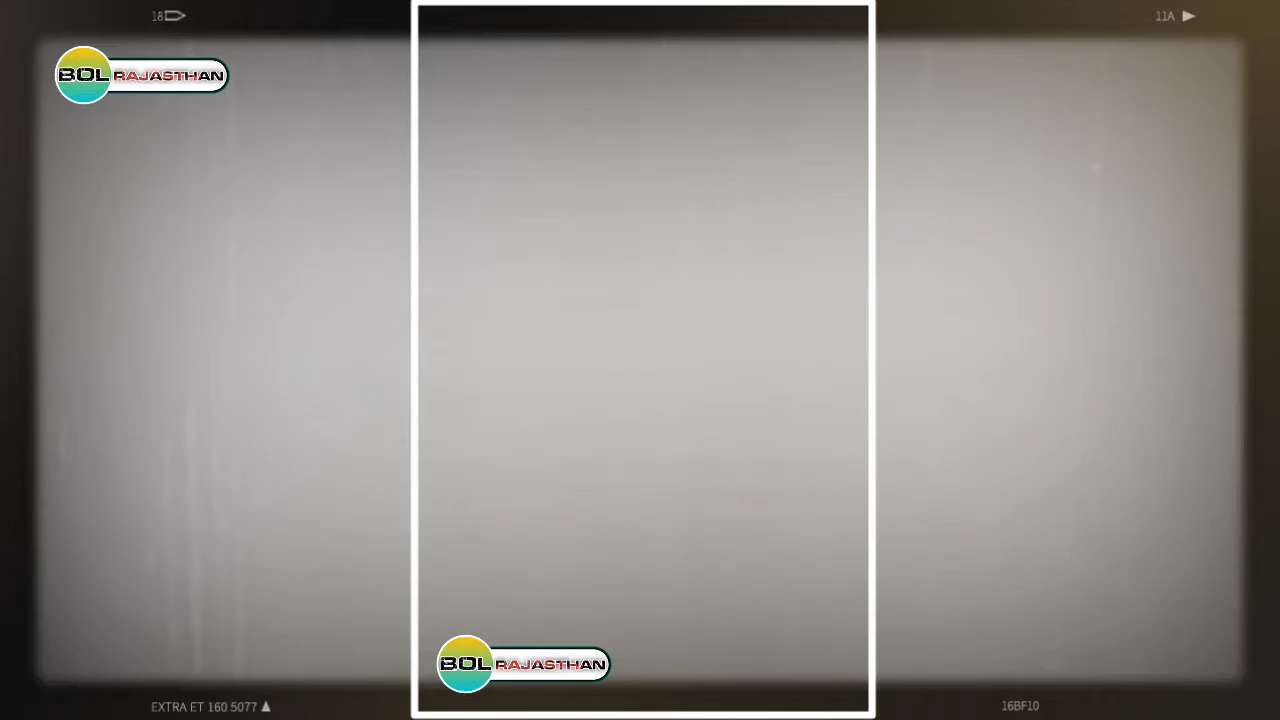 18
11A
BOL RAJASTHAN
BOL RAJASTHAN
EXTRA ET 160 5077
16BF10